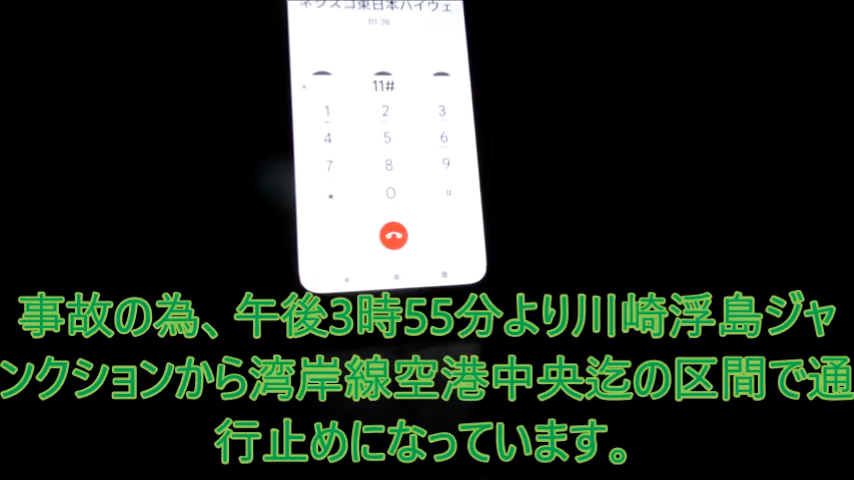 ネクスコ東日本ハイウェ
01:26
11#
1 2 3
4 5 6
7 8 9
* 0 #
事故の為、午後3時55分より川崎浮島ジャ
ンクションから湾岸線空港中央迄の区間で通
行止めになっています。